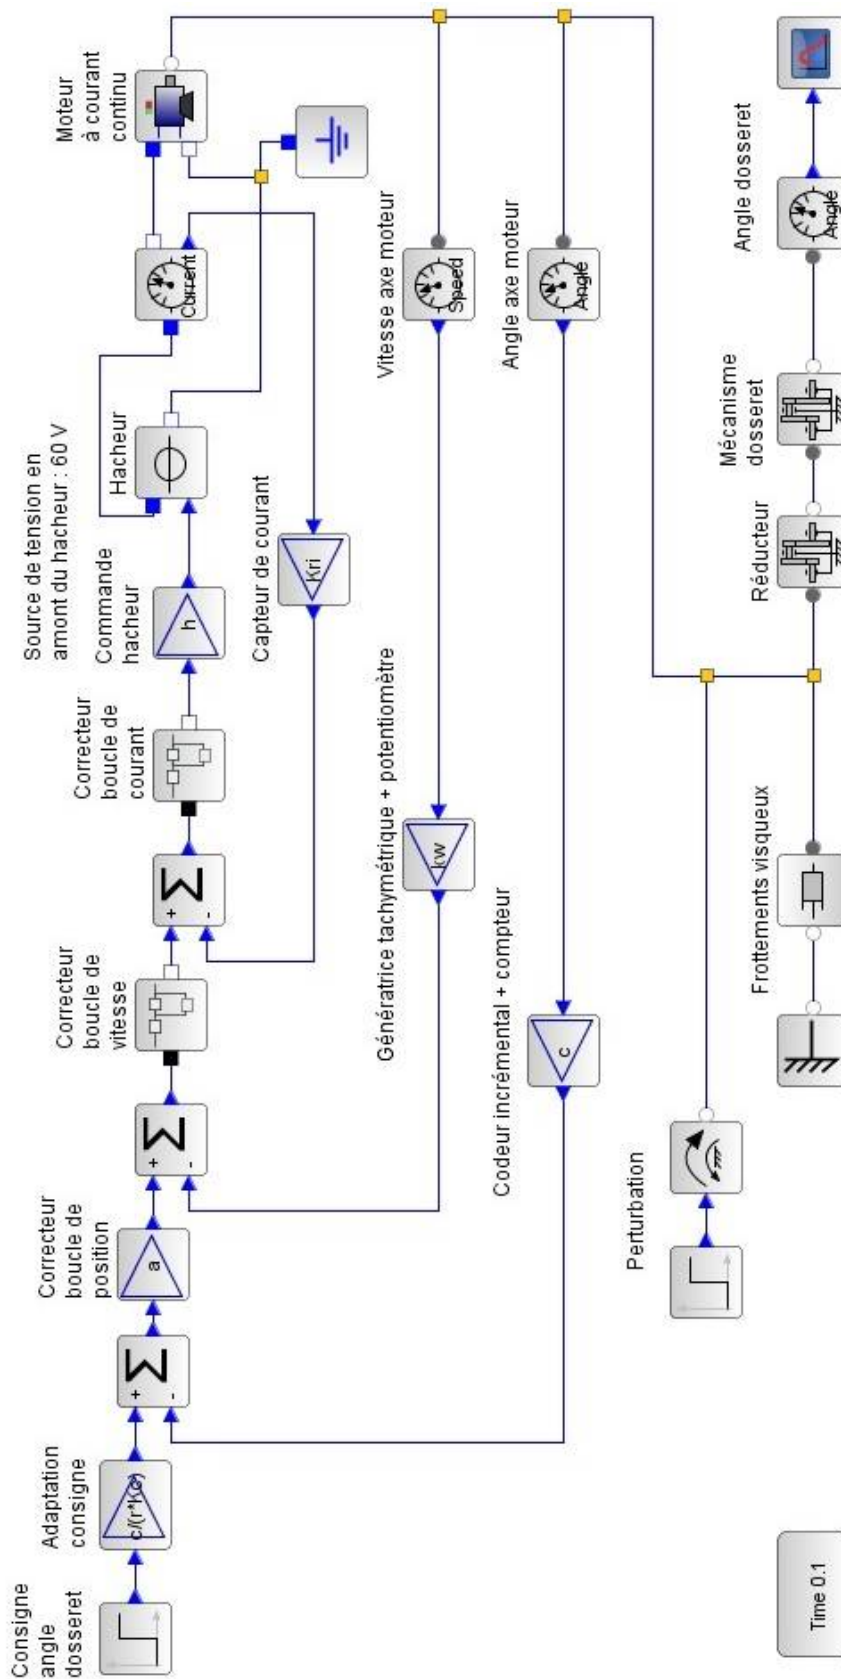 Consigne
angle
dosseret
Adaptation
consigne
c/(r*Kc)
+
-
Σ
Correcteur
boucle de
position
a
+
-
Σ
Correcteur
boucle de
vitesse
+
-
Σ
Correcteur
boucle de
courant
Commande
hacheur
h
Source de tension en
amont du hacheur : 60 V
Hacheur
Current
Moteur
à courant
continu
Capteur de courant
Kri
Vitesse axe moteur
Speed
Génératrice tachymétrique + potentiomètre
kw
Angle axe moteur
Angle
Codeur incrémental + compteur
c
Perturbation
Frottements visqueux
Réducteur
Mécanisme
dosseret
Angle dosseret
Angle
Time 0.1